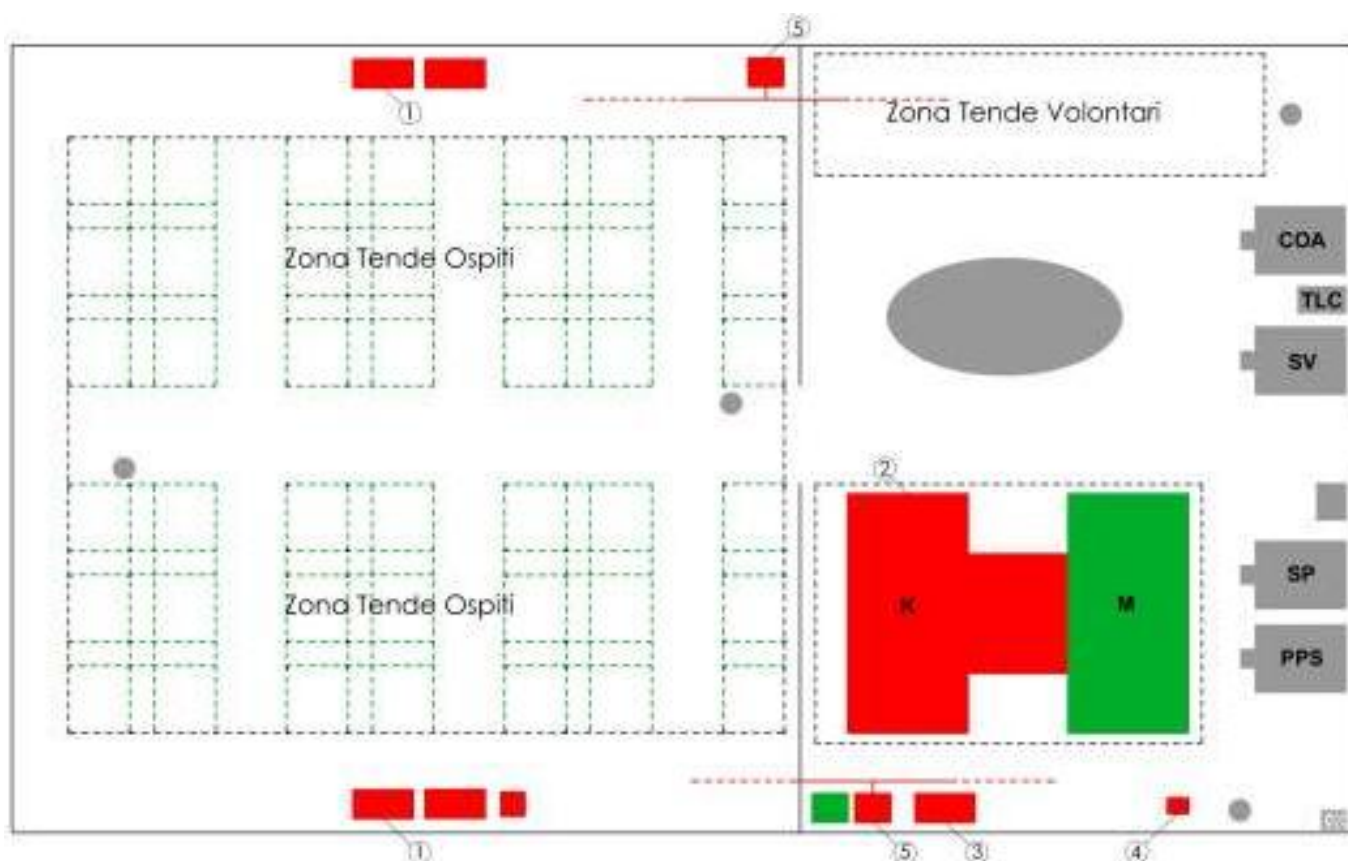 ⑤
①
Zona Tende Volontari
COA
Zona Tende Ospiti
TLC
SV
②
SP
Zona Tende Ospiti
K
M
PPS
①
⑤
③
④